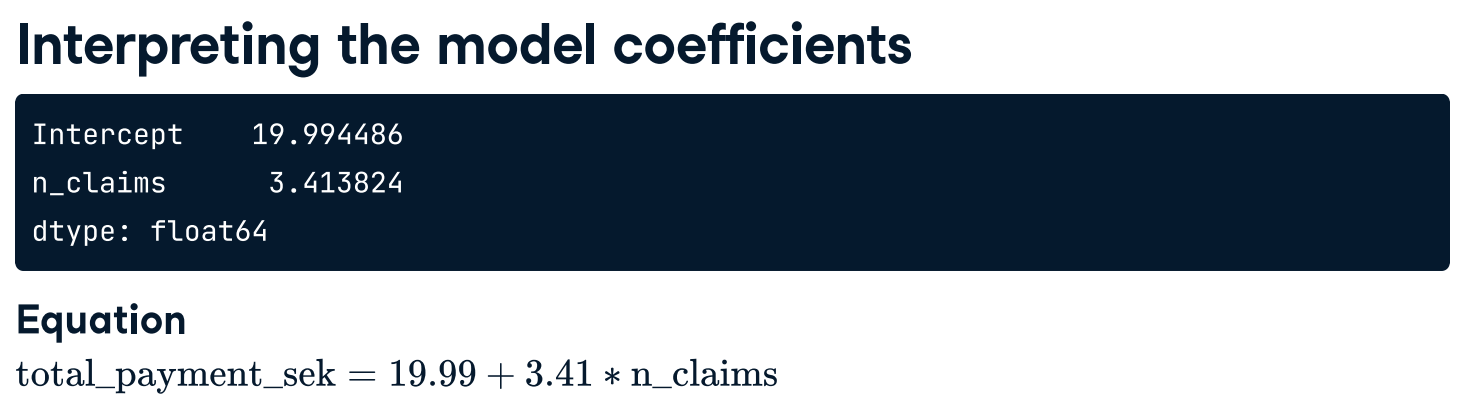 Interpreting the model coefficients
Intercept    19.994486
n_claims      3.413824
dtype: float64
Equation
total_payment_sek = 19.99 + 3.41 * n_claims